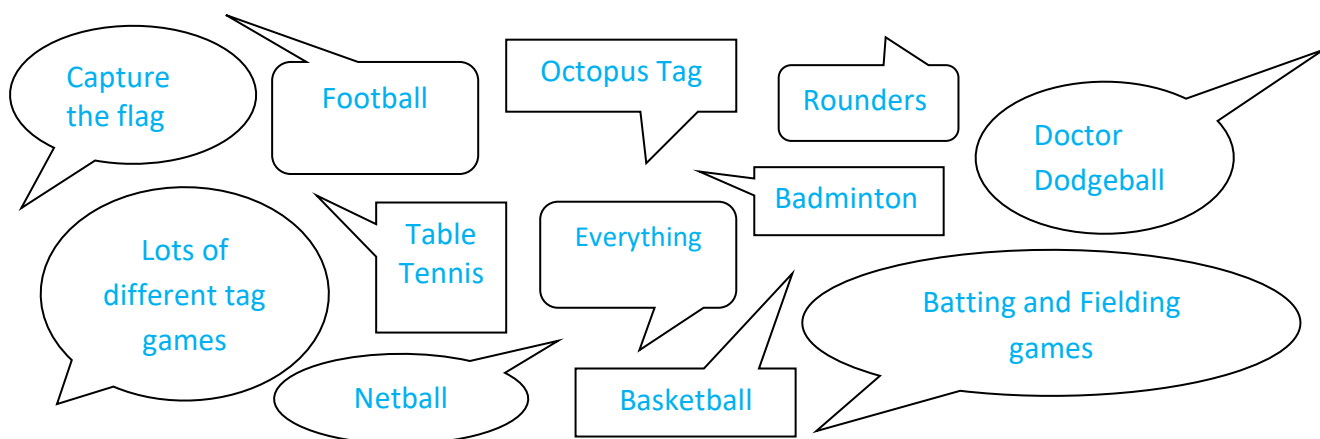 Capture
the flag
Football
Octopus Tag
Rounders
Doctor
Dodgeball
Lots of
different tag
games
Table
Tennis
Everything
Badminton
Batting and Fielding
games
Netball
Basketball